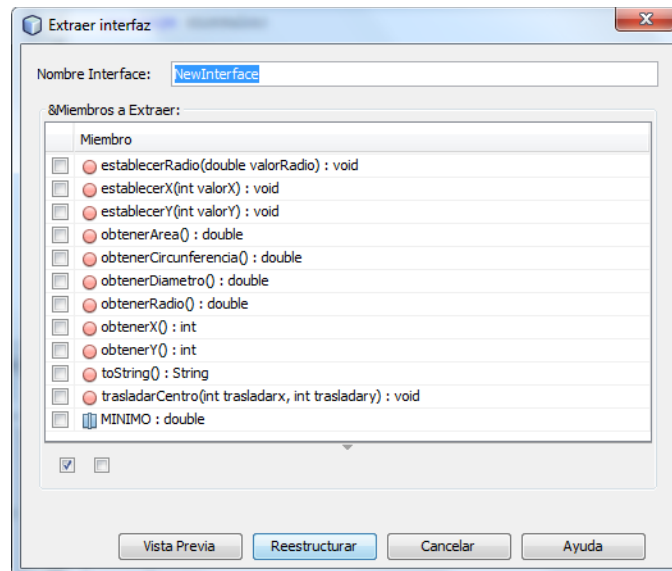 Extraer interfaz
Nombre Interface: NewInterface
&Miembros a Extraer:
Miembro
establecerRadio(double valorRadio) : void
establecerX(int valorX) : void
establecerY(int valorY) : void
obtenerArea() : double
obtenerCircunferencia() : double
obtenerDiametro() : double
obtenerRadio() : double
obtenerX() : int
obtenerY() : int
toString() : String
trasladarCentro(int trasladarx, int trasladary) : void
MINIMO : double
Vista Previa Reestructurar Cancelar Ayuda